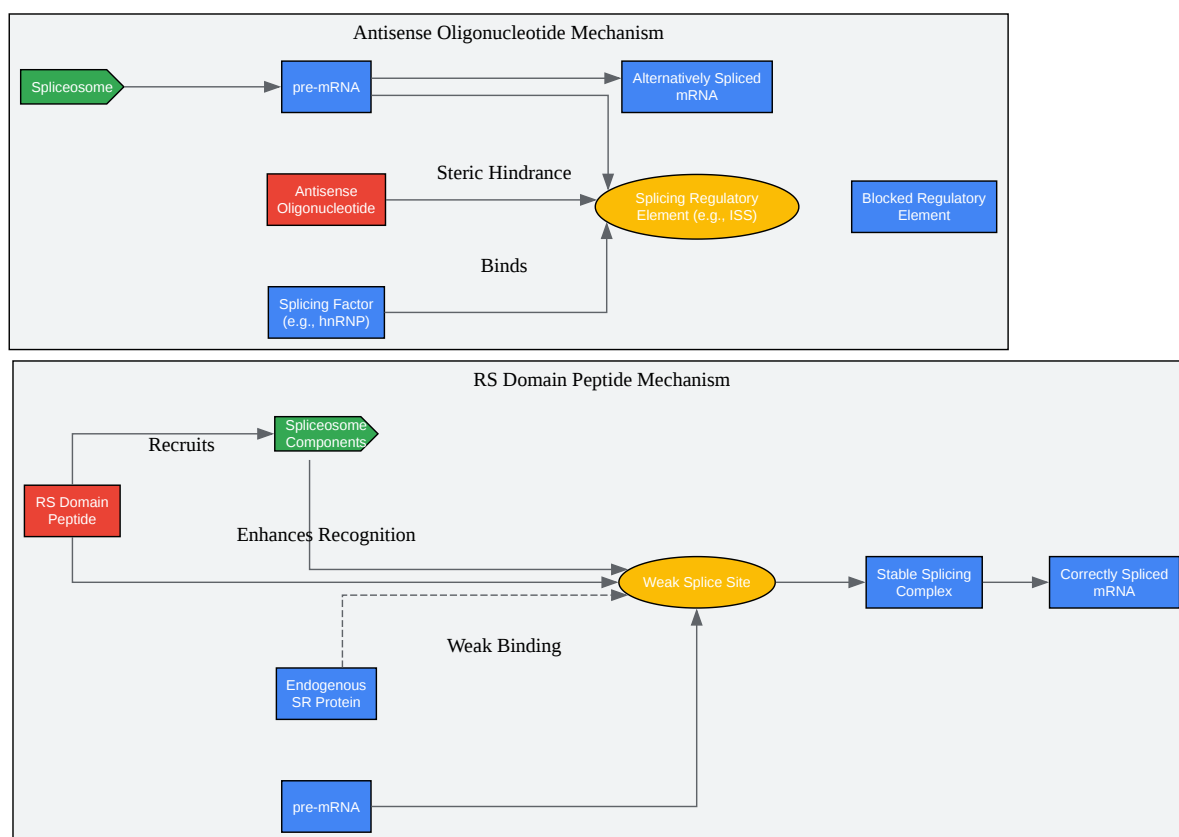 Antisense Oligonucleotide Mechanism
Spliceosome
pre-mRNA
Alternatively Spliced
mRNA
Steric Hindrance
Antisense
Oligonucleotide
Splicing Regulatory
Element (e.g., ISS)
Blocked Regulatory
Element
Binds
Splicing Factor
(e.g., hnRNP)
RS Domain Peptide Mechanism
Spliceosome
Components
Recruits
RS Domain
Peptide
Enhances Recognition
Weak Splice Site
Stable Splicing
Complex
Correctly Spliced
mRNA
Weak Binding
Endogenous
SR Protein
pre-mRNA